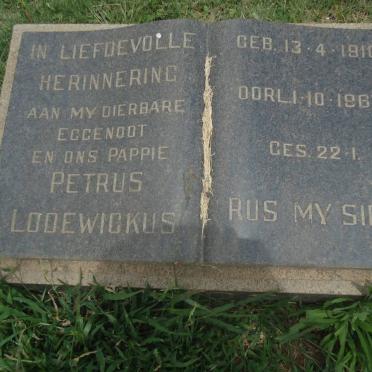 IN LIEFDEVOLLE
HERINNERING
AAN MY DIERBARE
EGGENOOT
EN ONS PAPPIE
PETRUS
LODEWICKUS
GEB. 13·4·191
OORL. 1·10·196
GES. 22·1.
RUS MY